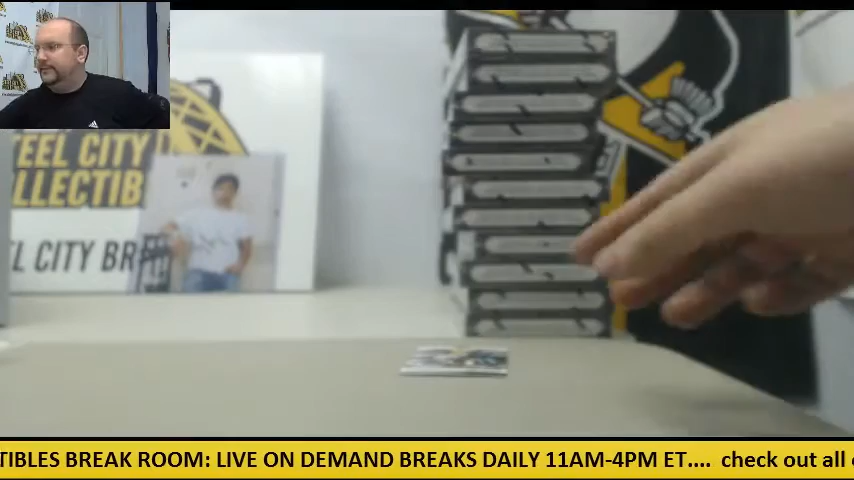 EEL CITY
LLECTIB
L CITY BR
TIBLES BREAK ROOM: LIVE ON DEMAND BREAKS DAILY 11AM-4PM ET.... check out all